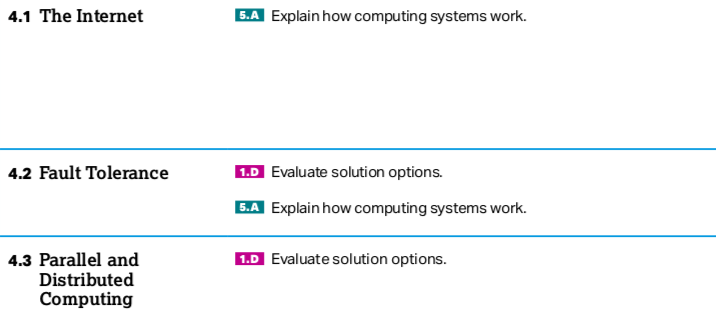 4.1 The Internet
5.A Explain how computing systems work.
4.2 Fault Tolerance
1.D Evaluate solution options.
5.A Explain how computing systems work.
4.3 Parallel and
Distributed
Computing
1.D Evaluate solution options.